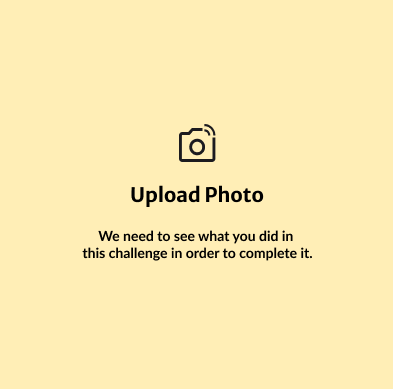 Upload Photo
We need to see what you did in
this challenge in order to complete it.